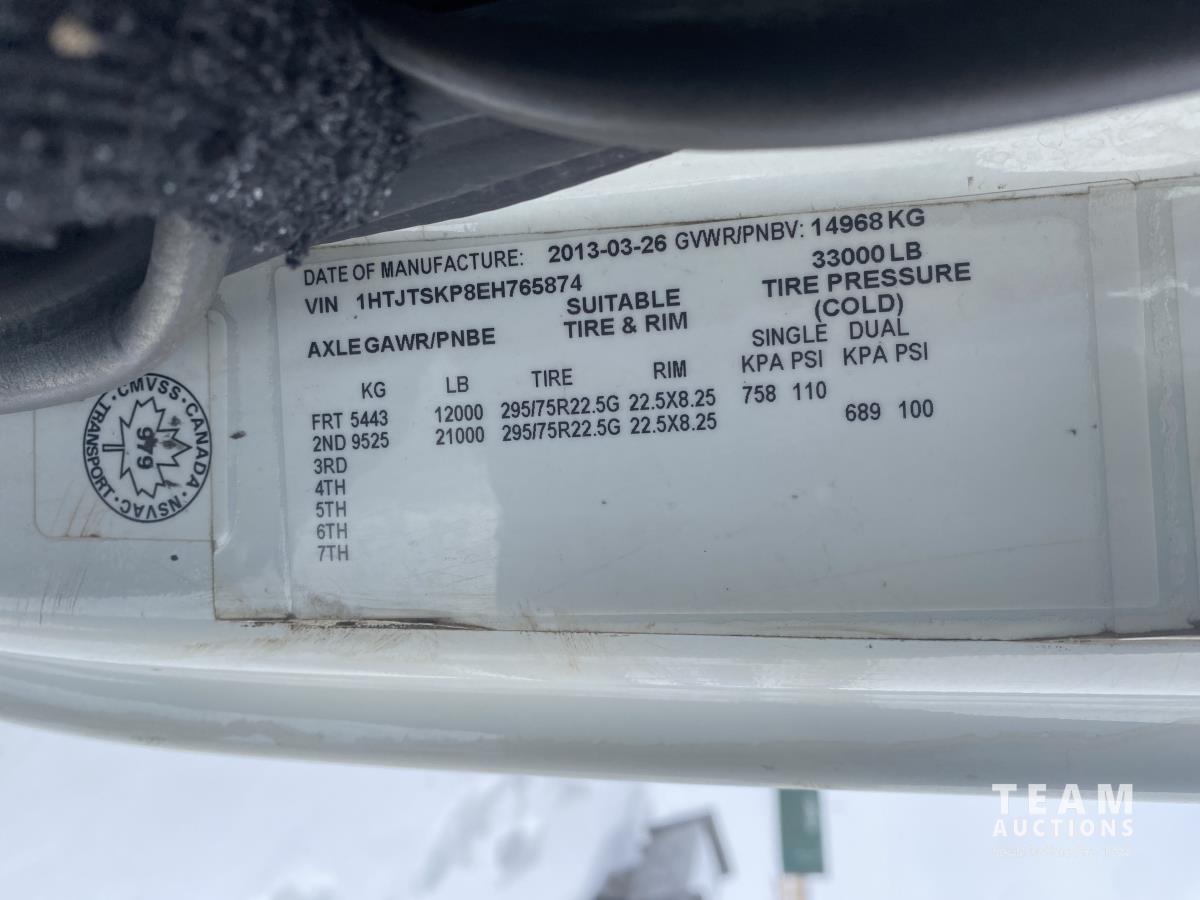 DATE OF MANUFACTURE: 2013-03-26 GVWR/PNBV: 14968 KG
33000 LB
VIN 1HTJTSKP8EH765874
SUITABLE TIRE PRESSURE
AXLE GAWR/PNBE TIRE & RIM (COLD)
SINGLE DUAL
KG LB TIRE RIM KPA PSI KPA PSI
FRT 5443 12000 295/75R22.5G 22.5X8.25 758 110
2ND 9525 21000 295/75R22.5G 22.5X8.25 689 100
3RD
4TH
5TH
6TH
7TH
TRANSPORT · CMVSS · CANADA · NSVAC ·
646
TEAM
AUCTIONS